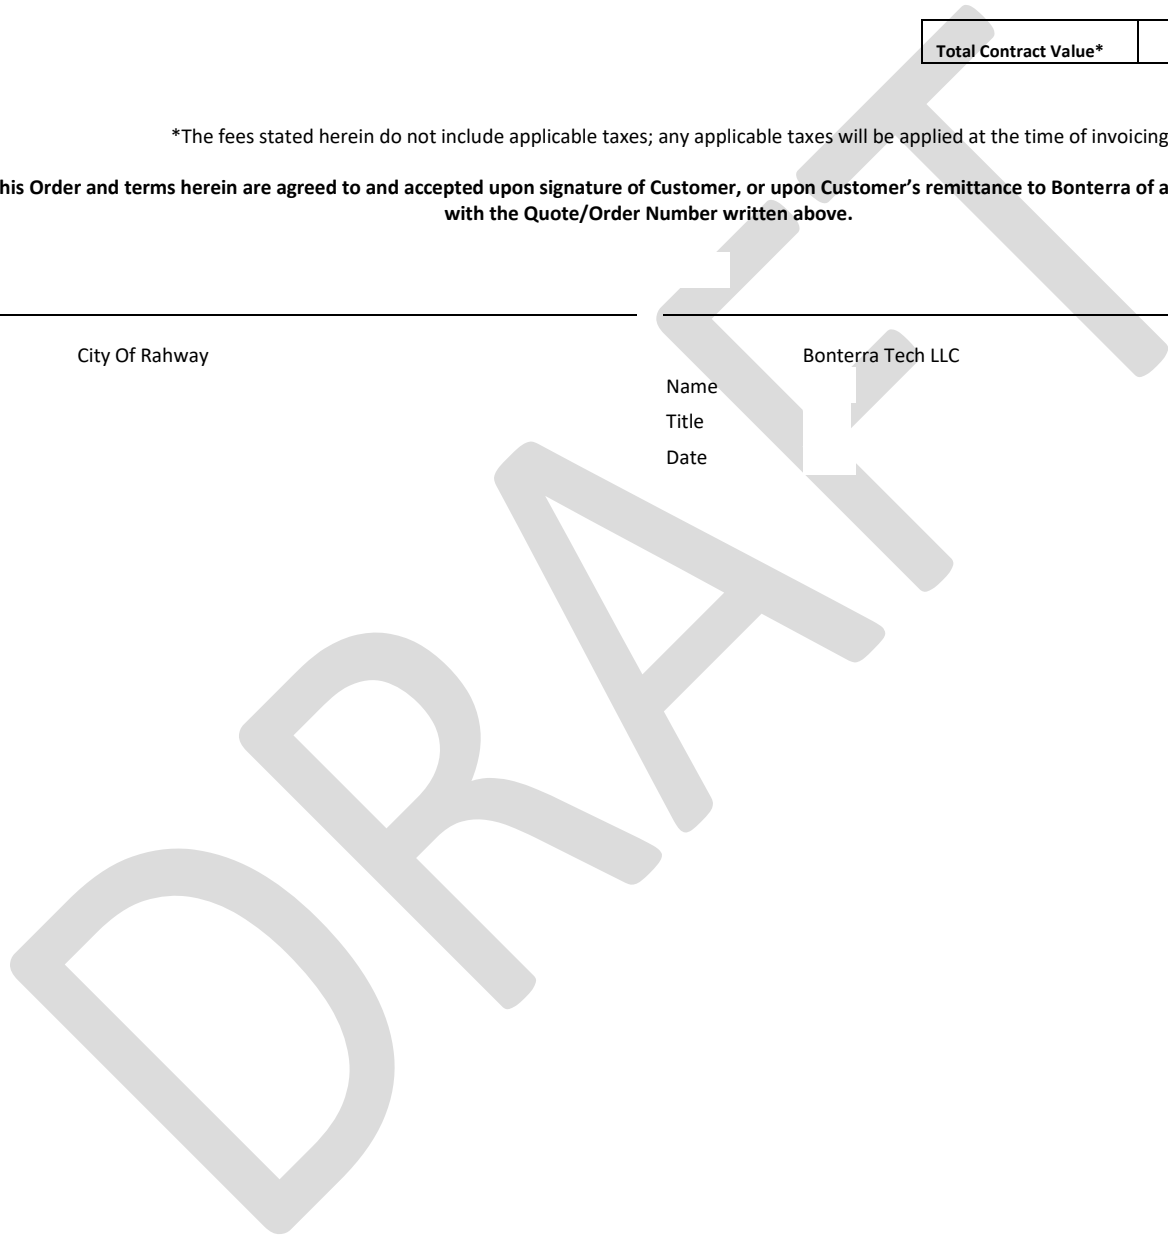 Total Contract Value*
*The fees stated herein do not include applicable taxes; any applicable taxes will be applied at the time of invoicing
his Order and terms herein are agreed to and accepted upon signature of Customer, or upon Customer’s remittance to Bonterra of a
with the Quote/Order Number written above.
City Of Rahway
Bonterra Tech LLC
Name
Title
Date
DRAFT